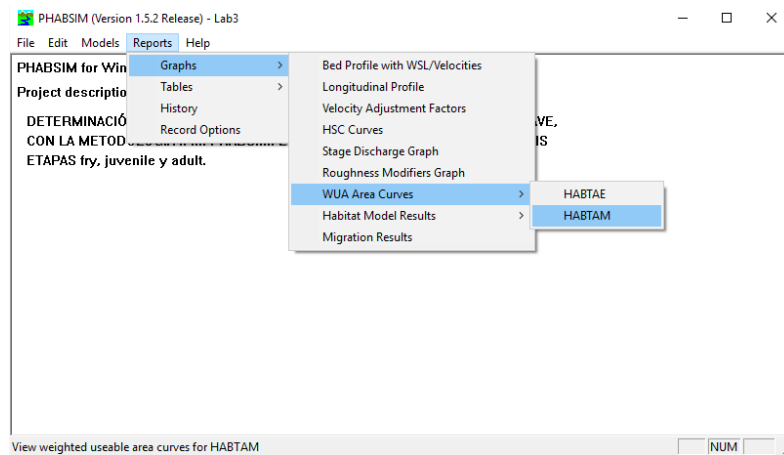 PHABSIM (Version 1.5.2 Release) - Lab3
File Edit Models Reports Help
PHABSIM for Win
Project descriptio
DETERMINACIÓ
VE,
CON LA METOD
IS
ETAPAS fry, juvenile y adult.
Graphs >
Tables >
History
Record Options
Bed Profile with WSL/Velocities
Longitudinal Profile
Velocity Adjustment Factors
HSC Curves
Stage Discharge Graph
Roughness Modifiers Graph
WUA Area Curves >
Habitat Model Results >
Migration Results
HABTAE
HABTAM
View weighted useable area curves for HABTAM
NUM